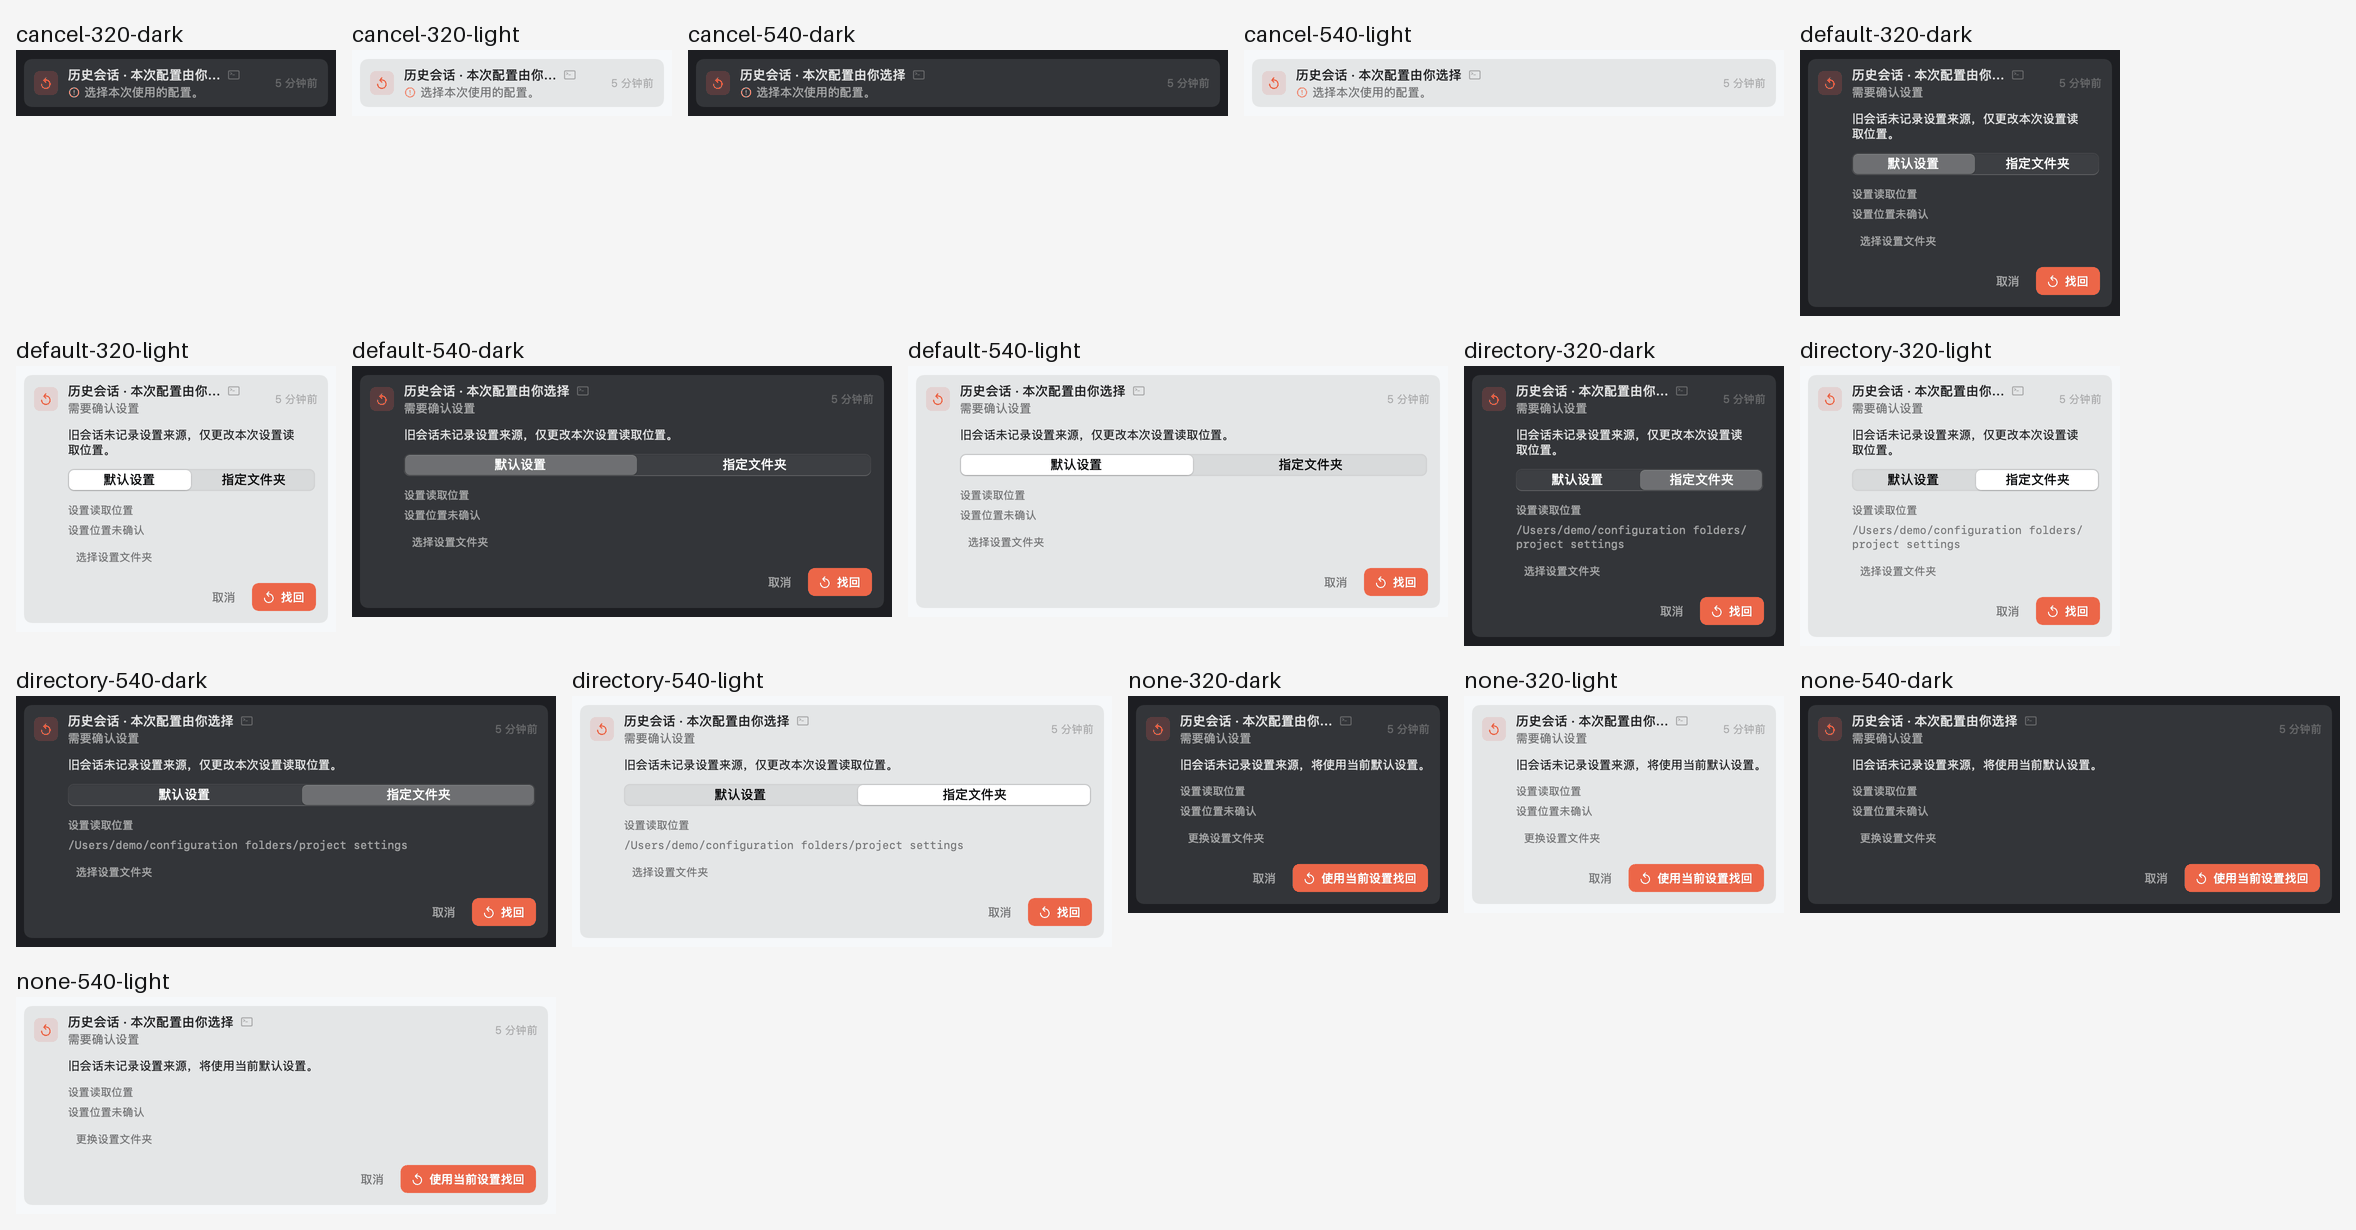 cancel-320-dark
历史会话 · 本次配置由你...
选择本次使用的配置。
5 分钟前
cancel-320-light
历史会话 · 本次配置由你...
选择本次使用的配置。
5 分钟前
cancel-540-dark
历史会话 · 本次配置由你选择
选择本次使用的配置。
5 分钟前
cancel-540-light
历史会话 · 本次配置由你选择
选择本次使用的配置。
5 分钟前
default-320-dark
历史会话 · 本次配置由你...
需要确认设置
5 分钟前
旧会话未记录设置来源，仅更改本次设置读
取位置。
默认设置
指定文件夹
设置读取位置
设置位置未确认
选择设置文件夹
取消
找回
default-320-light
历史会话 · 本次配置由你...
需要确认设置
5 分钟前
旧会话未记录设置来源，仅更改本次设置读
取位置。
默认设置
指定文件夹
设置读取位置
设置位置未确认
选择设置文件夹
取消
找回
default-540-dark
历史会话 · 本次配置由你选择
需要确认设置
5 分钟前
旧会话未记录设置来源，仅更改本次设置读取位置。
默认设置
指定文件夹
设置读取位置
设置位置未确认
选择设置文件夹
取消
找回
default-540-light
历史会话 · 本次配置由你选择
需要确认设置
5 分钟前
旧会话未记录设置来源，仅更改本次设置读取位置。
默认设置
指定文件夹
设置读取位置
设置位置未确认
选择设置文件夹
取消
找回
directory-320-dark
历史会话 · 本次配置由你...
需要确认设置
5 分钟前
旧会话未记录设置来源，仅更改本次设置读
取位置。
默认设置
指定文件夹
设置读取位置
/Users/demo/configuration folders/
project settings
选择设置文件夹
取消
找回
directory-320-light
历史会话 · 本次配置由你...
需要确认设置
5 分钟前
旧会话未记录设置来源，仅更改本次设置读
取位置。
默认设置
指定文件夹
设置读取位置
/Users/demo/configuration folders/
project settings
选择设置文件夹
取消
找回
directory-540-dark
历史会话 · 本次配置由你选择
需要确认设置
5 分钟前
旧会话未记录设置来源，仅更改本次设置读取位置。
默认设置
指定文件夹
设置读取位置
/Users/demo/configuration folders/project settings
选择设置文件夹
取消
找回
directory-540-light
历史会话 · 本次配置由你选择
需要确认设置
5 分钟前
旧会话未记录设置来源，仅更改本次设置读取位置。
默认设置
指定文件夹
设置读取位置
/Users/demo/configuration folders/project settings
选择设置文件夹
取消
找回
none-320-dark
历史会话 · 本次配置由你...
需要确认设置
5 分钟前
旧会话未记录设置来源，将使用当前默认设置。
设置读取位置
设置位置未确认
更换设置文件夹
取消
使用当前设置找回
none-320-light
历史会话 · 本次配置由你...
需要确认设置
5 分钟前
旧会话未记录设置来源，将使用当前默认设置。
设置读取位置
设置位置未确认
更换设置文件夹
取消
使用当前设置找回
none-540-dark
历史会话 · 本次配置由你选择
需要确认设置
5 分钟前
旧会话未记录设置来源，将使用当前默认设置。
设置读取位置
设置位置未确认
更换设置文件夹
取消
使用当前设置找回
none-540-light
历史会话 · 本次配置由你选择
需要确认设置
5 分钟前
旧会话未记录设置来源，将使用当前默认设置。
设置读取位置
设置位置未确认
更换设置文件夹
取消
使用当前设置找回